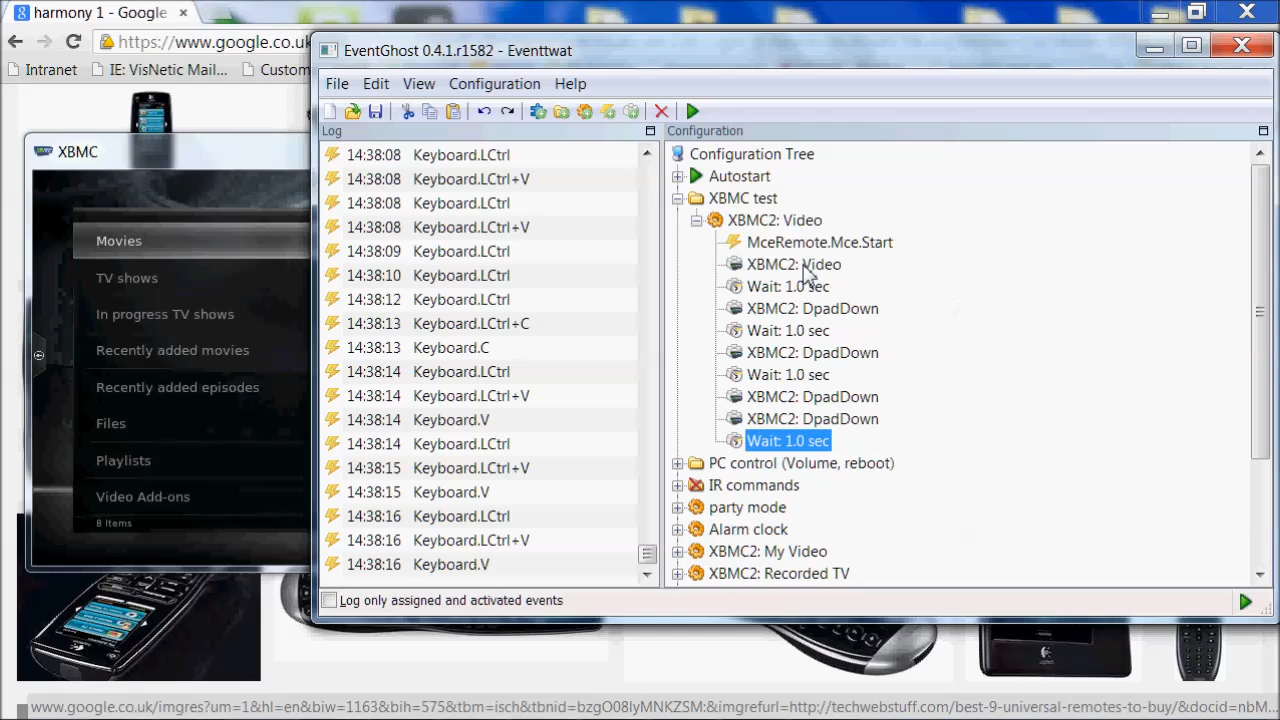 harmony 1 - Google
https://www.google.co.uk
Intranet
IE: VisNetic Mail...
Custom
XBMC
Movies
TV shows
In progress TV shows
Recently added movies
Recently added episodes
Files
Playlists
Video Add-ons
8 Items
EventGhost 0.4.1.r1582 - Eventtwat
File Edit View Configuration Help
Log
14:38:08 Keyboard.LCtrl
14:38:08 Keyboard.LCtrl+V
14:38:08 Keyboard.LCtrl
14:38:08 Keyboard.LCtrl+V
14:38:09 Keyboard.LCtrl
14:38:10 Keyboard.LCtrl
14:38:12 Keyboard.LCtrl
14:38:13 Keyboard.LCtrl+C
14:38:13 Keyboard.C
14:38:14 Keyboard.LCtrl
14:38:14 Keyboard.LCtrl+V
14:38:14 Keyboard.V
14:38:14 Keyboard.LCtrl
14:38:15 Keyboard.LCtrl+V
14:38:15 Keyboard.V
14:38:16 Keyboard.LCtrl
14:38:16 Keyboard.LCtrl+V
14:38:16 Keyboard.V
Configuration
Configuration Tree
Autostart
XBMC test
XBMC2: Video
MceRemote.Mce.Start
XBMC2: Video
Wait: 1.0 sec
XBMC2: DpadDown
Wait: 1.0 sec
XBMC2: DpadDown
Wait: 1.0 sec
XBMC2: DpadDown
XBMC2: DpadDown
Wait: 1.0 sec
PC control (Volume, reboot)
IR commands
party mode
Alarm clock
XBMC2: My Video
XBMC2: Recorded TV
Log only assigned and activated events
www.google.co.uk/imgres?um=1&hl=en&biw=1163&bih=575&tbm=isch&tbnid=bzgO08lyMNKZSM:&imgrefurl=http://techwebstuff.com/best-9-universal-remotes-to-buy/&docid=nbM...